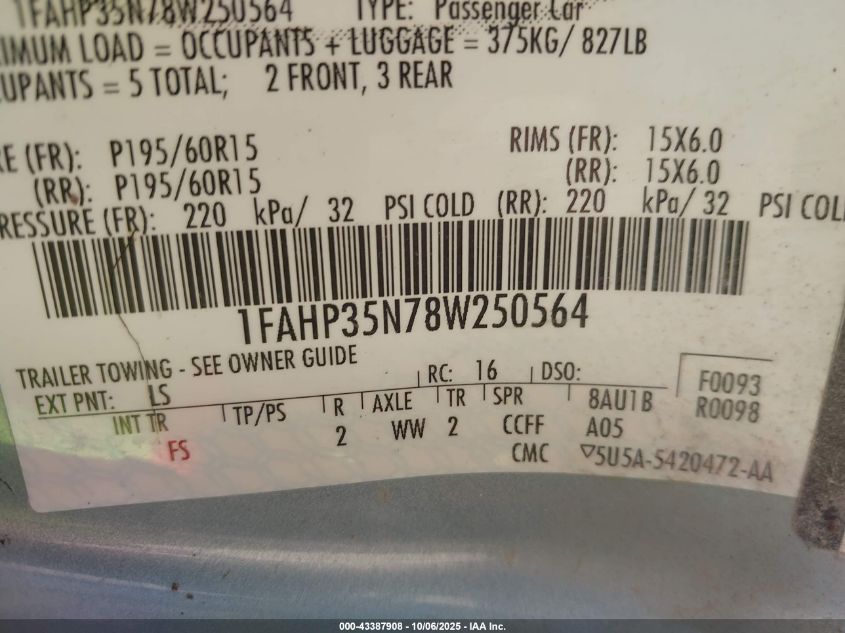 1FAHP35N78W250564 TYPE: Passenger Car
IMUM LOAD = OCCUPANTS + LUGGAGE = 375KG/ 827LB
UPANTS = 5 TOTAL; 2 FRONT, 3 REAR
RE (FR): P195/60R15 RIMS (FR): 15X6.0
(RR): P195/60R15 (RR): 15X6.0
RESSURE (FR): 220 kPa/ 32 PSI COLD (RR): 220 kPa/ 32 PSI COL
1FAHP35N78W250564
TRAILER TOWING - SEE OWNER GUIDE
EXT PNT: LS RC: 16 DSO: F0093
INT TR TP/PS R AXLE TR SPR 8AU1B R0098
FS 2 WW 2 CCFF A05
CMC ▽5U5A-5420472-AA
000-43387908 - 10/06/2025 - IAA Inc.